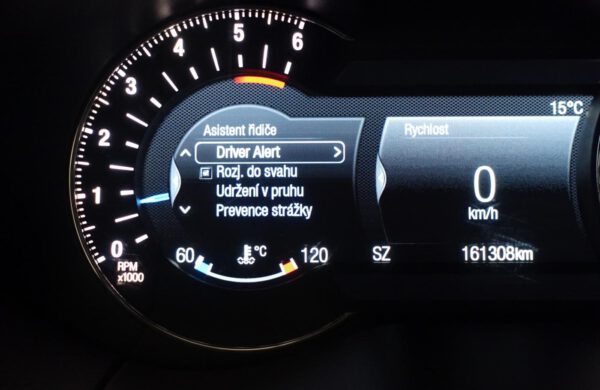 6
5
4
3
2
1
0
RPM
x1000
Asistent řidiče
Driver Alert
Rozj. do svahu
Udržení v pruhu
Prevence strážky
60 °C 120
15°C
Rychlost
0
km/h
SZ 161308km